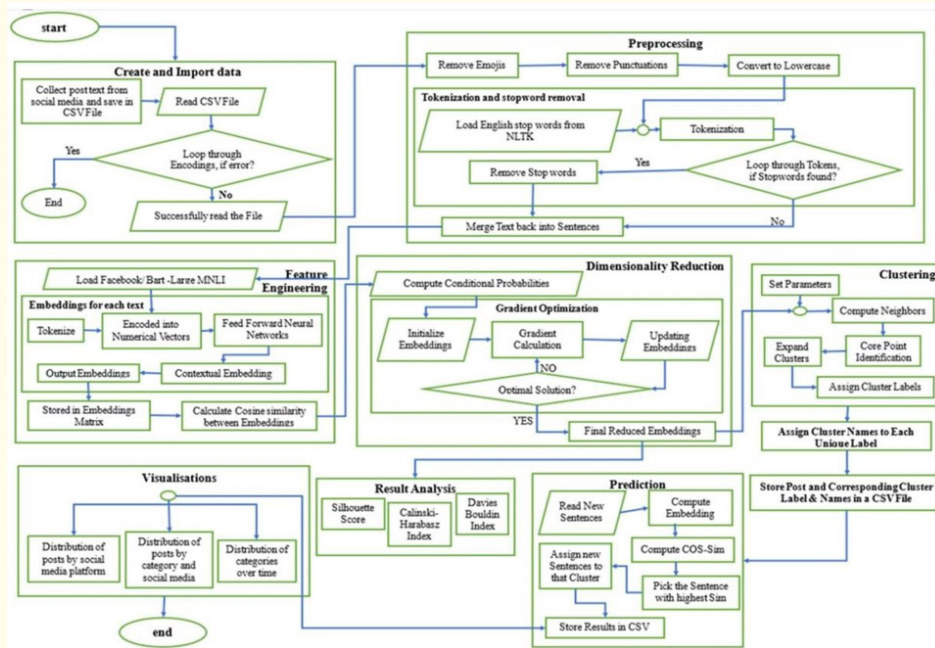 start
Create and Import data
Collect post text from
social media and save in
CSV File
Read CSV File
Yes
Loop through
Encodings, if error?
End
No
Successfully read the File
Preprocessing
Remove Emojis
Remove Punctuations
Convert to Lowercase
Tokenization and stopword removal
Load English stop words from
NLTK
Tokenization
Yes
Remove Stop words
Loop through Tokens,
if Stopwords found?
No
Merge Text back into Sentences
Load Facebook/ Bart -Large MNLI
Feature
Engineering
Embeddings for each text
Tokenize
Encoded into
Numerical Vectors
Feed Forward Neural
Networks
Output Embeddings
Contextual Embedding
Stored in Embeddings
Matrix
Calculate Cosine similarity
between Embeddings
Dimensionality Reduction
Compute Conditional Probabilities
Gradient Optimization
Initialize
Embeddings
Gradient
Calculation
Updating
Embeddings
NO
Optimal Solution?
YES
Final Reduced Embeddings
Clustering
Set Parameters
Compute Neighbors
Expand
Clusters
Core Point
Identification
Assign Cluster Labels
Assign Cluster Names to Each
Unique Label
Store Post and Corresponding Cluster
Label & Names in a CSV File
Visualisations
Distribution of
posts by social
media platform
Distribution of
posts by
category and
social media
Distribution of
categories
over time
end
Result Analysis
Silhouette
Score
Calinski-
Harabasz
Index
Davies
Bouldin
Index
Prediction
Read New
Sentences
Compute
Embedding
Compute COS-Sim
Assign new
Sentences to
that Cluster
Pick the Sentence
with highest Sim
Store Results in CSV